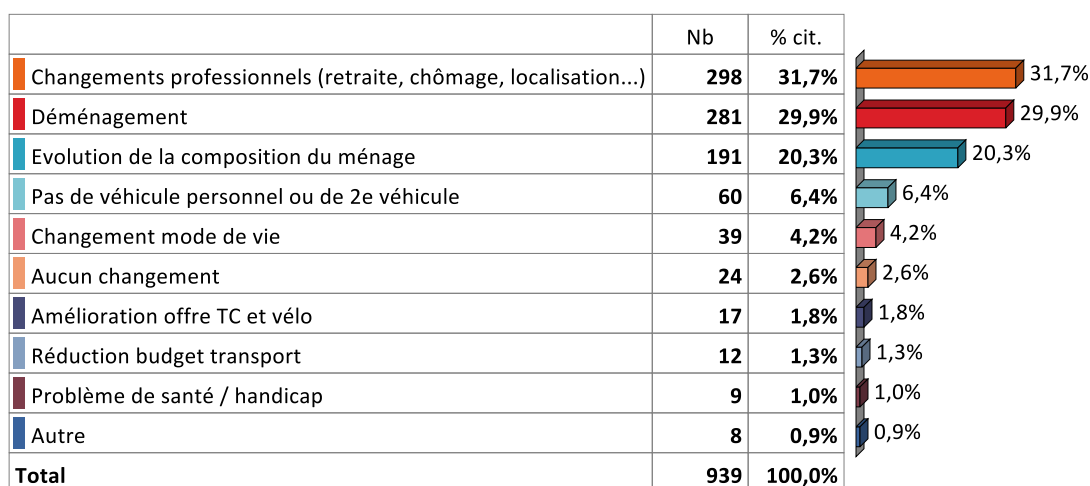 Nb % cit.
Changements professionnels (retraite, chômage, localisation...) 298 31,7% 31,7%
Déménagement 281 29,9% 29,9%
Evolution de la composition du ménage 191 20,3% 20,3%
Pas de véhicule personnel ou de 2e véhicule 60 6,4% 6,4%
Changement mode de vie 39 4,2% 4,2%
Aucun changement 24 2,6% 2,6%
Amélioration offre TC et vélo 17 1,8% 1,8%
Réduction budget transport 12 1,3% 1,3%
Problème de santé / handicap 9 1,0% 1,0%
Autre 8 0,9% 0,9%
Total 939 100,0%